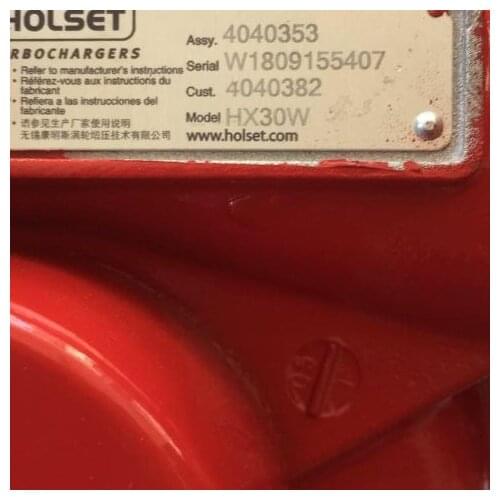 HOLSET
TURBOCHARGERS
• Refer to manufacturer's instructions
• Référez-vous aux instructions du
fabricant
• Refiera a las instrucciones del
fabricante
• 请参见生产厂家使用说明
无锡康明斯涡轮增压技术有限公司
Assy. 4040353
Serial W1809155407
Cust. 4040382
Model HX30W
www.holset.com